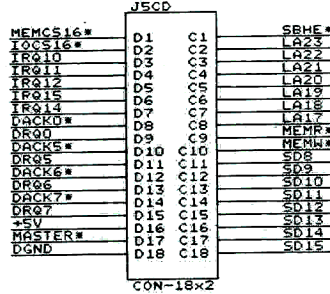 J5CD
MEMCS16* D1 C1 SBHE*
IOCS16* D2 C2 LA23
IRQ10 D3 C3 LA22
IRQ11 D4 C4 LA21
IRQ12 D5 C5 LA20
IRQ15 D6 C6 LA19
IRQ14 D7 C7 LA18
DACK0* D8 C8 LA17
DRQ0 D9 C9 MEMR*
DACK5* D10 C10 MEMW*
DRQ5 D11 C11 SD8
DACK6* D12 C12 SD9
DRQ6 D13 C13 SD10
DACK7* D14 C14 SD11
DRQ7 D15 C15 SD12
+5V D16 C16 SD13
MASTER* D17 C17 SD14
DGND D18 C18 SD15
CON-18x2